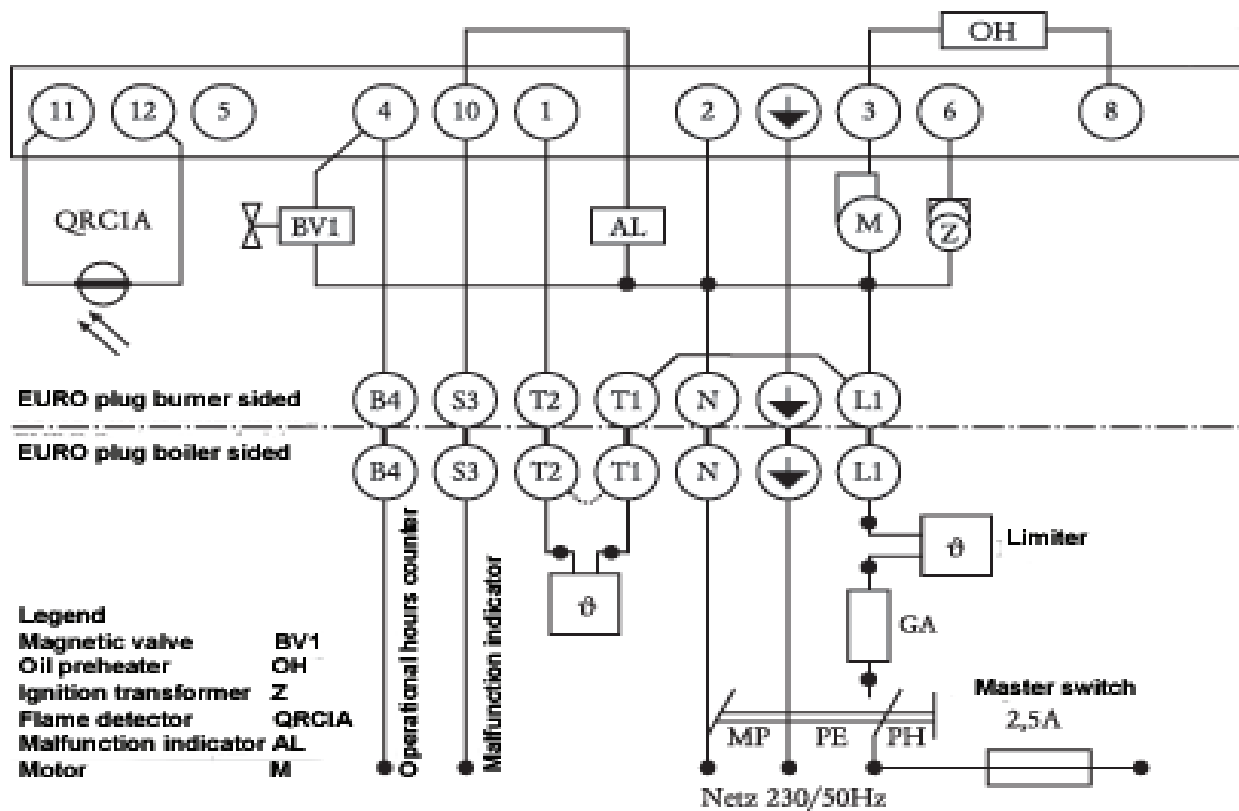 OH
11 12 5 4 10 1 2 3 6 8
QRC1A
BV1
AL
M
Z
EURO plug burner sided
B4 S3 T2 T1 N L1
EURO plug boiler sided
B4 S3 T2 T1 N L1
Operational hours counter
Malfunction indicator
ϑ
ϑ
Limiter
GA
Legend
Magnetic valve BV1
Oil preheater OH
Ignition transformer Z
Flame detector QRCIA
Malfunction indicator AL
Motor M
Master switch
2,5A
MP PE PH
Netz 230/50Hz